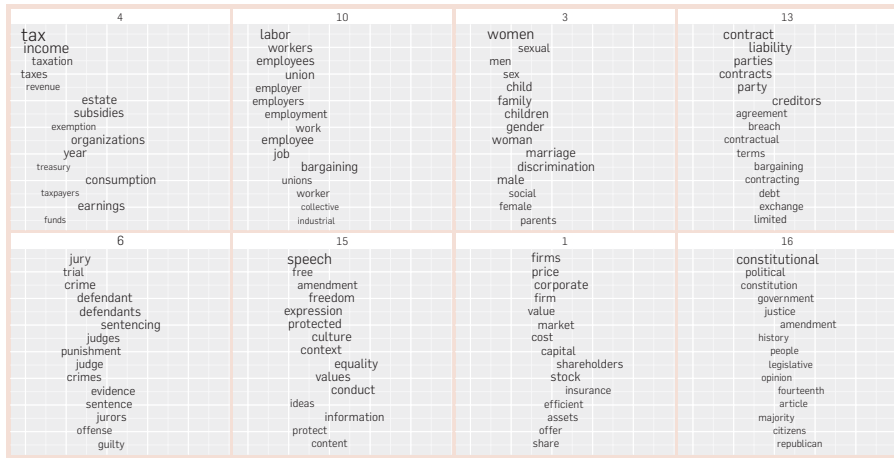 4
tax
income
taxation
taxes
revenue
estate
subsidies
exemption
organizations
year
treasury
consumption
taxpayers
earnings
funds
10
labor
workers
employees
union
employer
employers
employment
work
employee
job
bargaining
unions
worker
collective
industrial
3
women
sexual
men
sex
child
family
children
gender
woman
marriage
discrimination
male
social
female
parents
13
contract
liability
parties
contracts
party
creditors
agreement
breach
contractual
terms
bargaining
contracting
debt
exchange
limited
6
jury
trial
crime
defendant
defendants
sentencing
judges
punishment
judge
crimes
evidence
sentence
jurors
offense
guilty
15
speech
free
amendment
freedom
expression
protected
culture
context
equality
values
conduct
ideas
information
protect
content
1
firms
price
corporate
firm
value
market
cost
capital
shareholders
stock
insurance
efficient
assets
offer
share
16
constitutional
political
constitution
government
justice
amendment
history
people
legislative
opinion
fourteenth
article
majority
citizens
republican